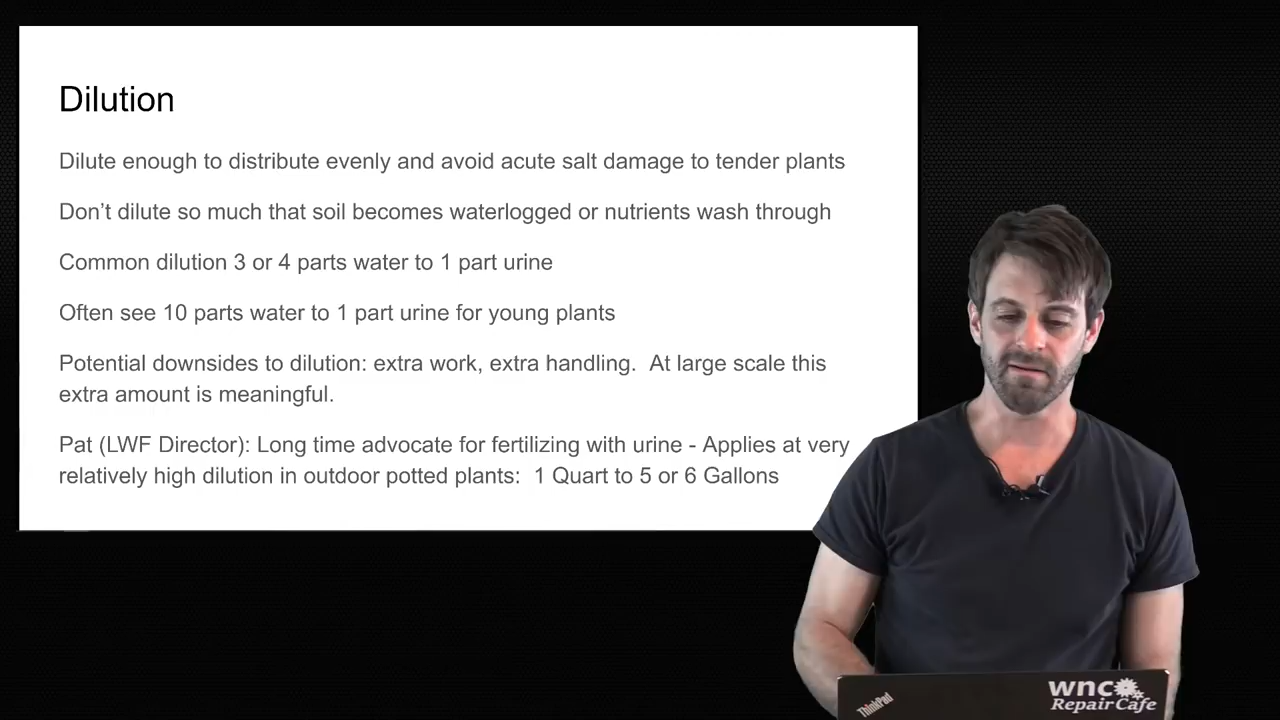 Dilution
Dilute enough to distribute evenly and avoid acute salt damage to tender plants
Don’t dilute so much that soil becomes waterlogged or nutrients wash through
Common dilution 3 or 4 parts water to 1 part urine
Often see 10 parts water to 1 part urine for young plants
Potential downsides to dilution: extra work, extra handling.  At large scale this
extra amount is meaningful.
Pat (LWF Director): Long time advocate for fertilizing with urine - Applies at very
relatively high dilution in outdoor potted plants:  1 Quart to 5 or 6 Gallons
ThinkPad
wnc
Repair Cafe